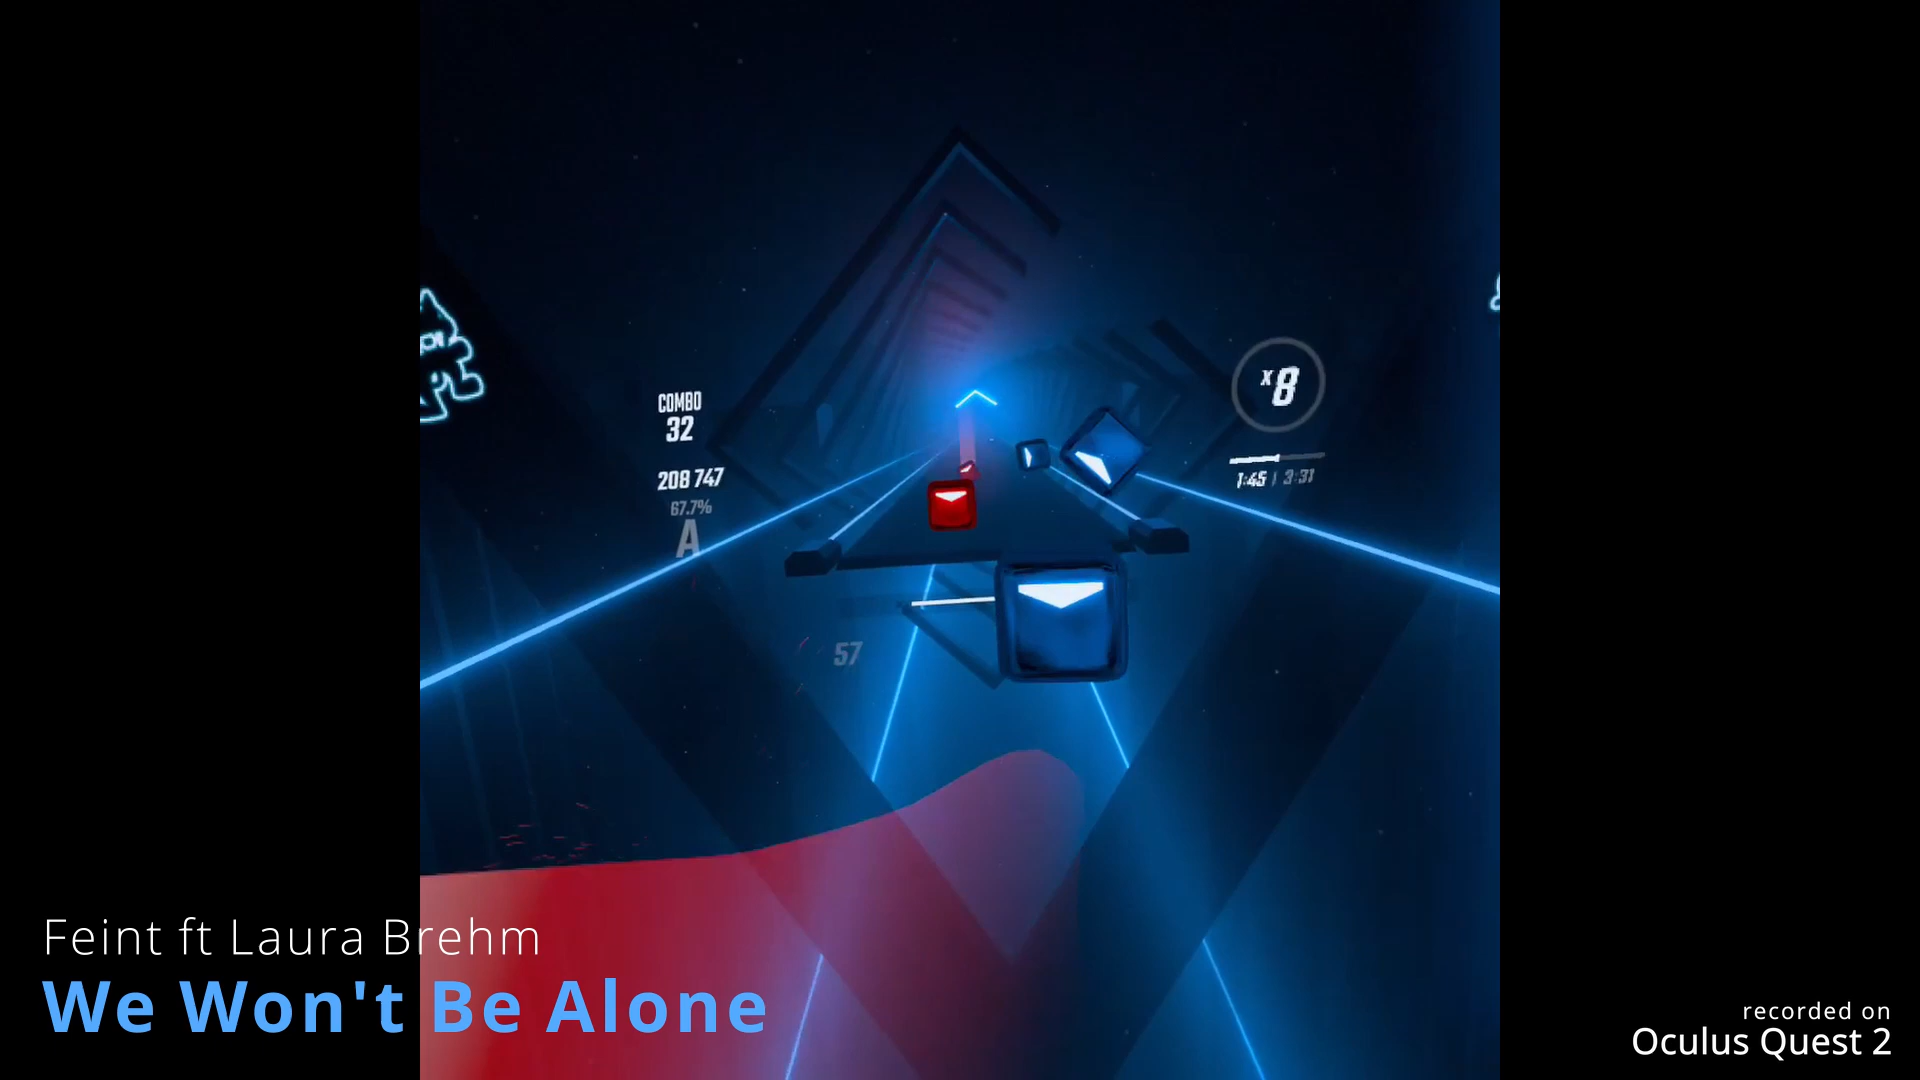 COMBO
32
208 747
67.7%
A
x8
1:45 | 3:31
57
Feint ft Laura Brehm
We Won't Be Alone
recorded on
Oculus Quest 2